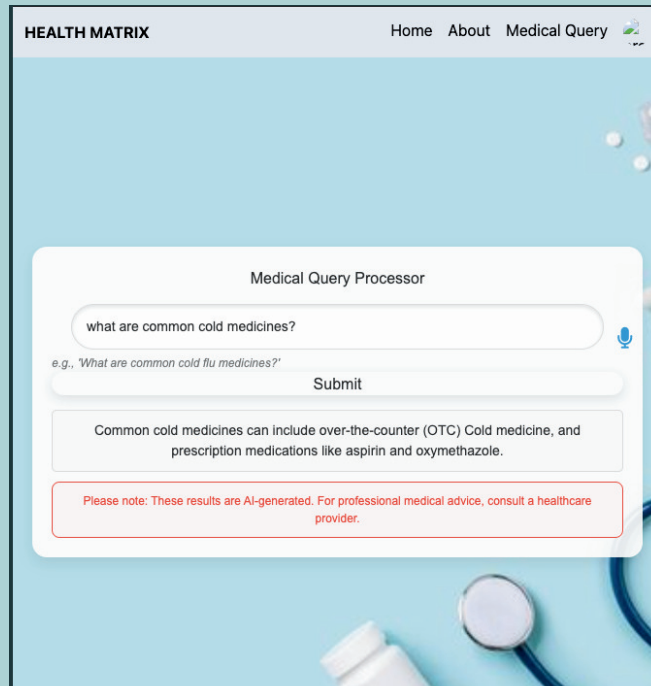 HEALTH MATRIX
Home About Medical Query
Medical Query Processor
what are common cold medicines?
e.g., 'What are common cold flu medicines?'
Submit
Common cold medicines can include over-the-counter (OTC) Cold medicine, and
prescription medications like aspirin and oxymethazole.
Please note: These results are AI-generated. For professional medical advice, consult a healthcare
provider.